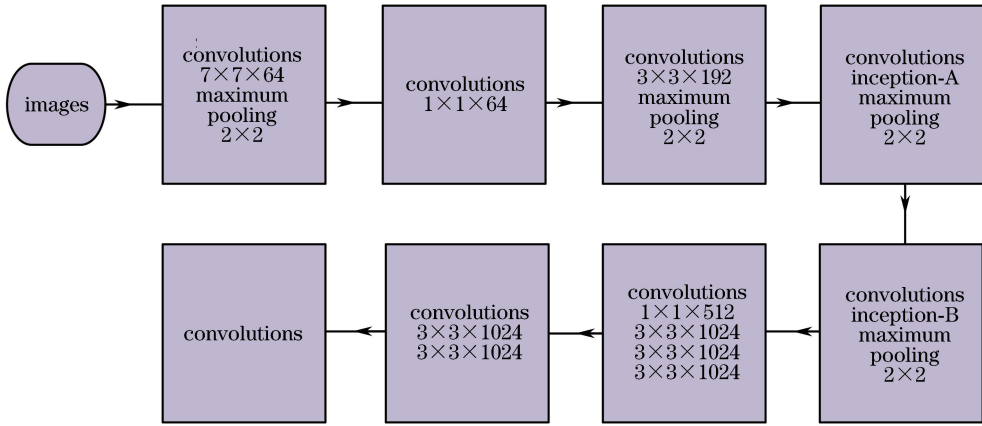 images
convolutions
7×7×64
maximum
pooling
2×2
convolutions
1×1×64
convolutions
3×3×192
maximum
pooling
2×2
convolutions
inception-A
maximum
pooling
2×2
convolutions
inception-B
maximum
pooling
2×2
convolutions
1×1×512
3×3×1024
3×3×1024
3×3×1024
convolutions
3×3×1024
3×3×1024
convolutions